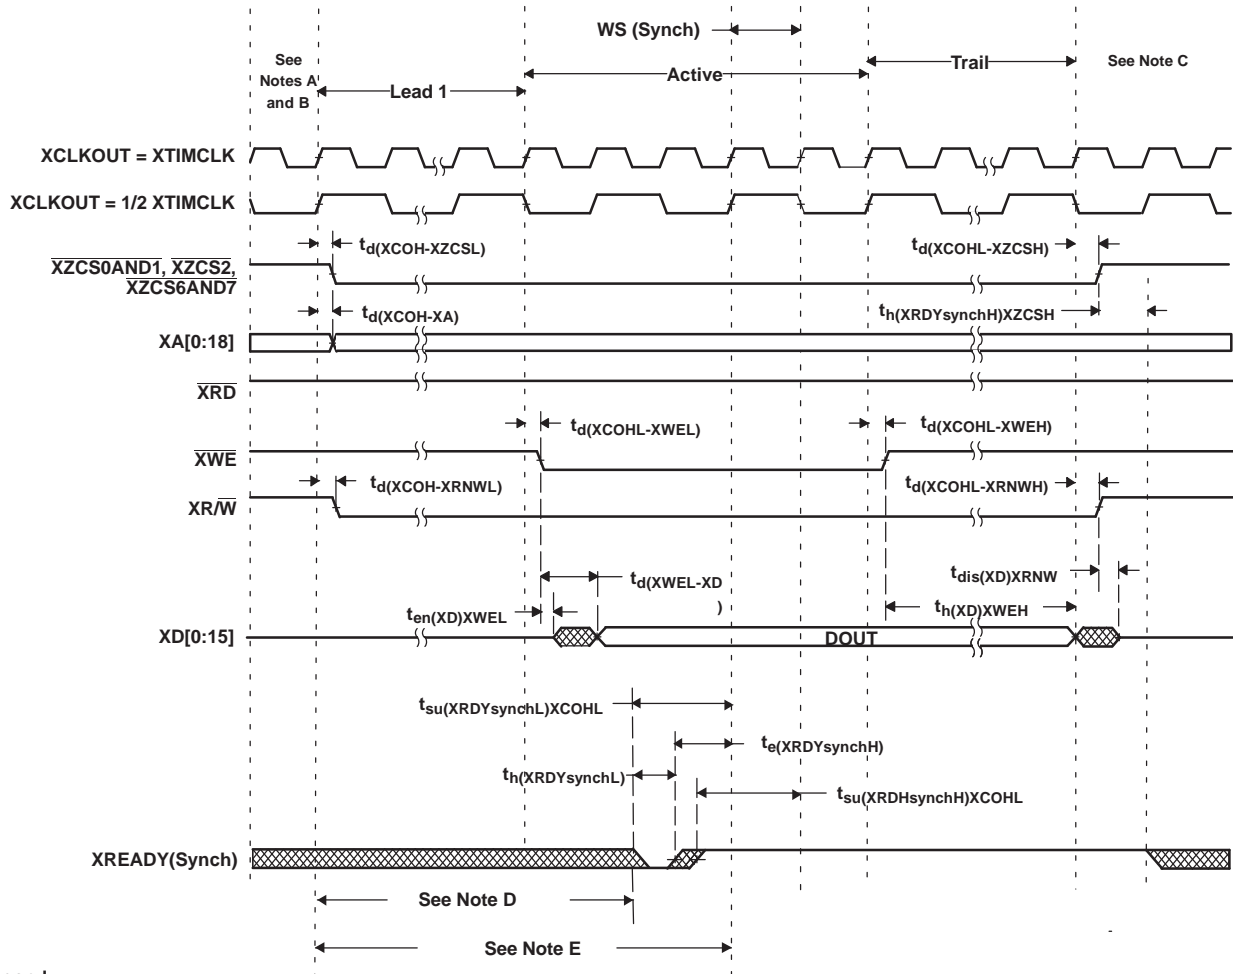 WS (Synch)
See
Notes A
and B
Lead 1
Active
Trail
See Note C
XCLKOUT = XTIMCLK
XCLKOUT = 1/2 XTIMCLK
td(XCOH-XZCSL)
td(XCOHL-XZCSH)
XZCS0AND1, XZCS2,
XZCS6AND7
td(XCOH-XA)
th(XRDYsynchH)XZCSH
XA[0:18]
XRD
td(XCOHL-XWEL)
td(XCOHL-XWEH)
XWE
td(XCOH-XRNWL)
td(XCOHL-XRNWH)
XR/W
td(XWEL-XD
)
tdis(XD)XRNW
ten(XD)XWEL
th(XD)XWEH
XD[0:15]
DOUT
tsu(XRDYsynchL)XCOHL
te(XRDYsynchH)
th(XRDYsynchL)
tsu(XRDHsynchH)XCOHL
XREADY(Synch)
See Note D
See Note E